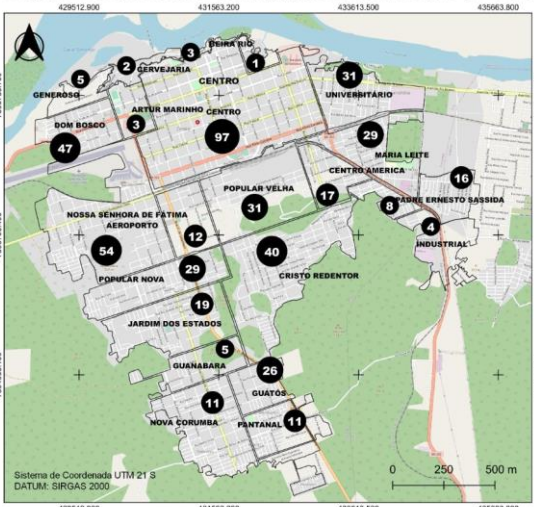 429512.900 431563.200 433613.500 435663.800
BEIRA RIO
3
2
CERVEJARIA
1
5
CENTRO
31
GENEROSO
UNIVERSITÁRIO
ARTUR MARINHO
CENTRO
3
DOM BOSCO
97
29
47
MARIA LEITE
CENTRO AMERICA
16
POPULAR VELHA
17
PADRE ERNESTO SASSIDA
31
8
NOSSA SENHORA DE FÁTIMA
AEROPORTO
4
12
INDUSTRIAL
54
40
29
POPULAR NOVA
CRISTO REDENTOR
19
JARDIM DOS ESTADOS
5
GUANABARA
26
GUATÓS
11
NOVA CORUMBA
PANTANAL
11
Sistema de Coordenada UTM 21 S
DATUM: SIRGAS 2000
0 250 500 m